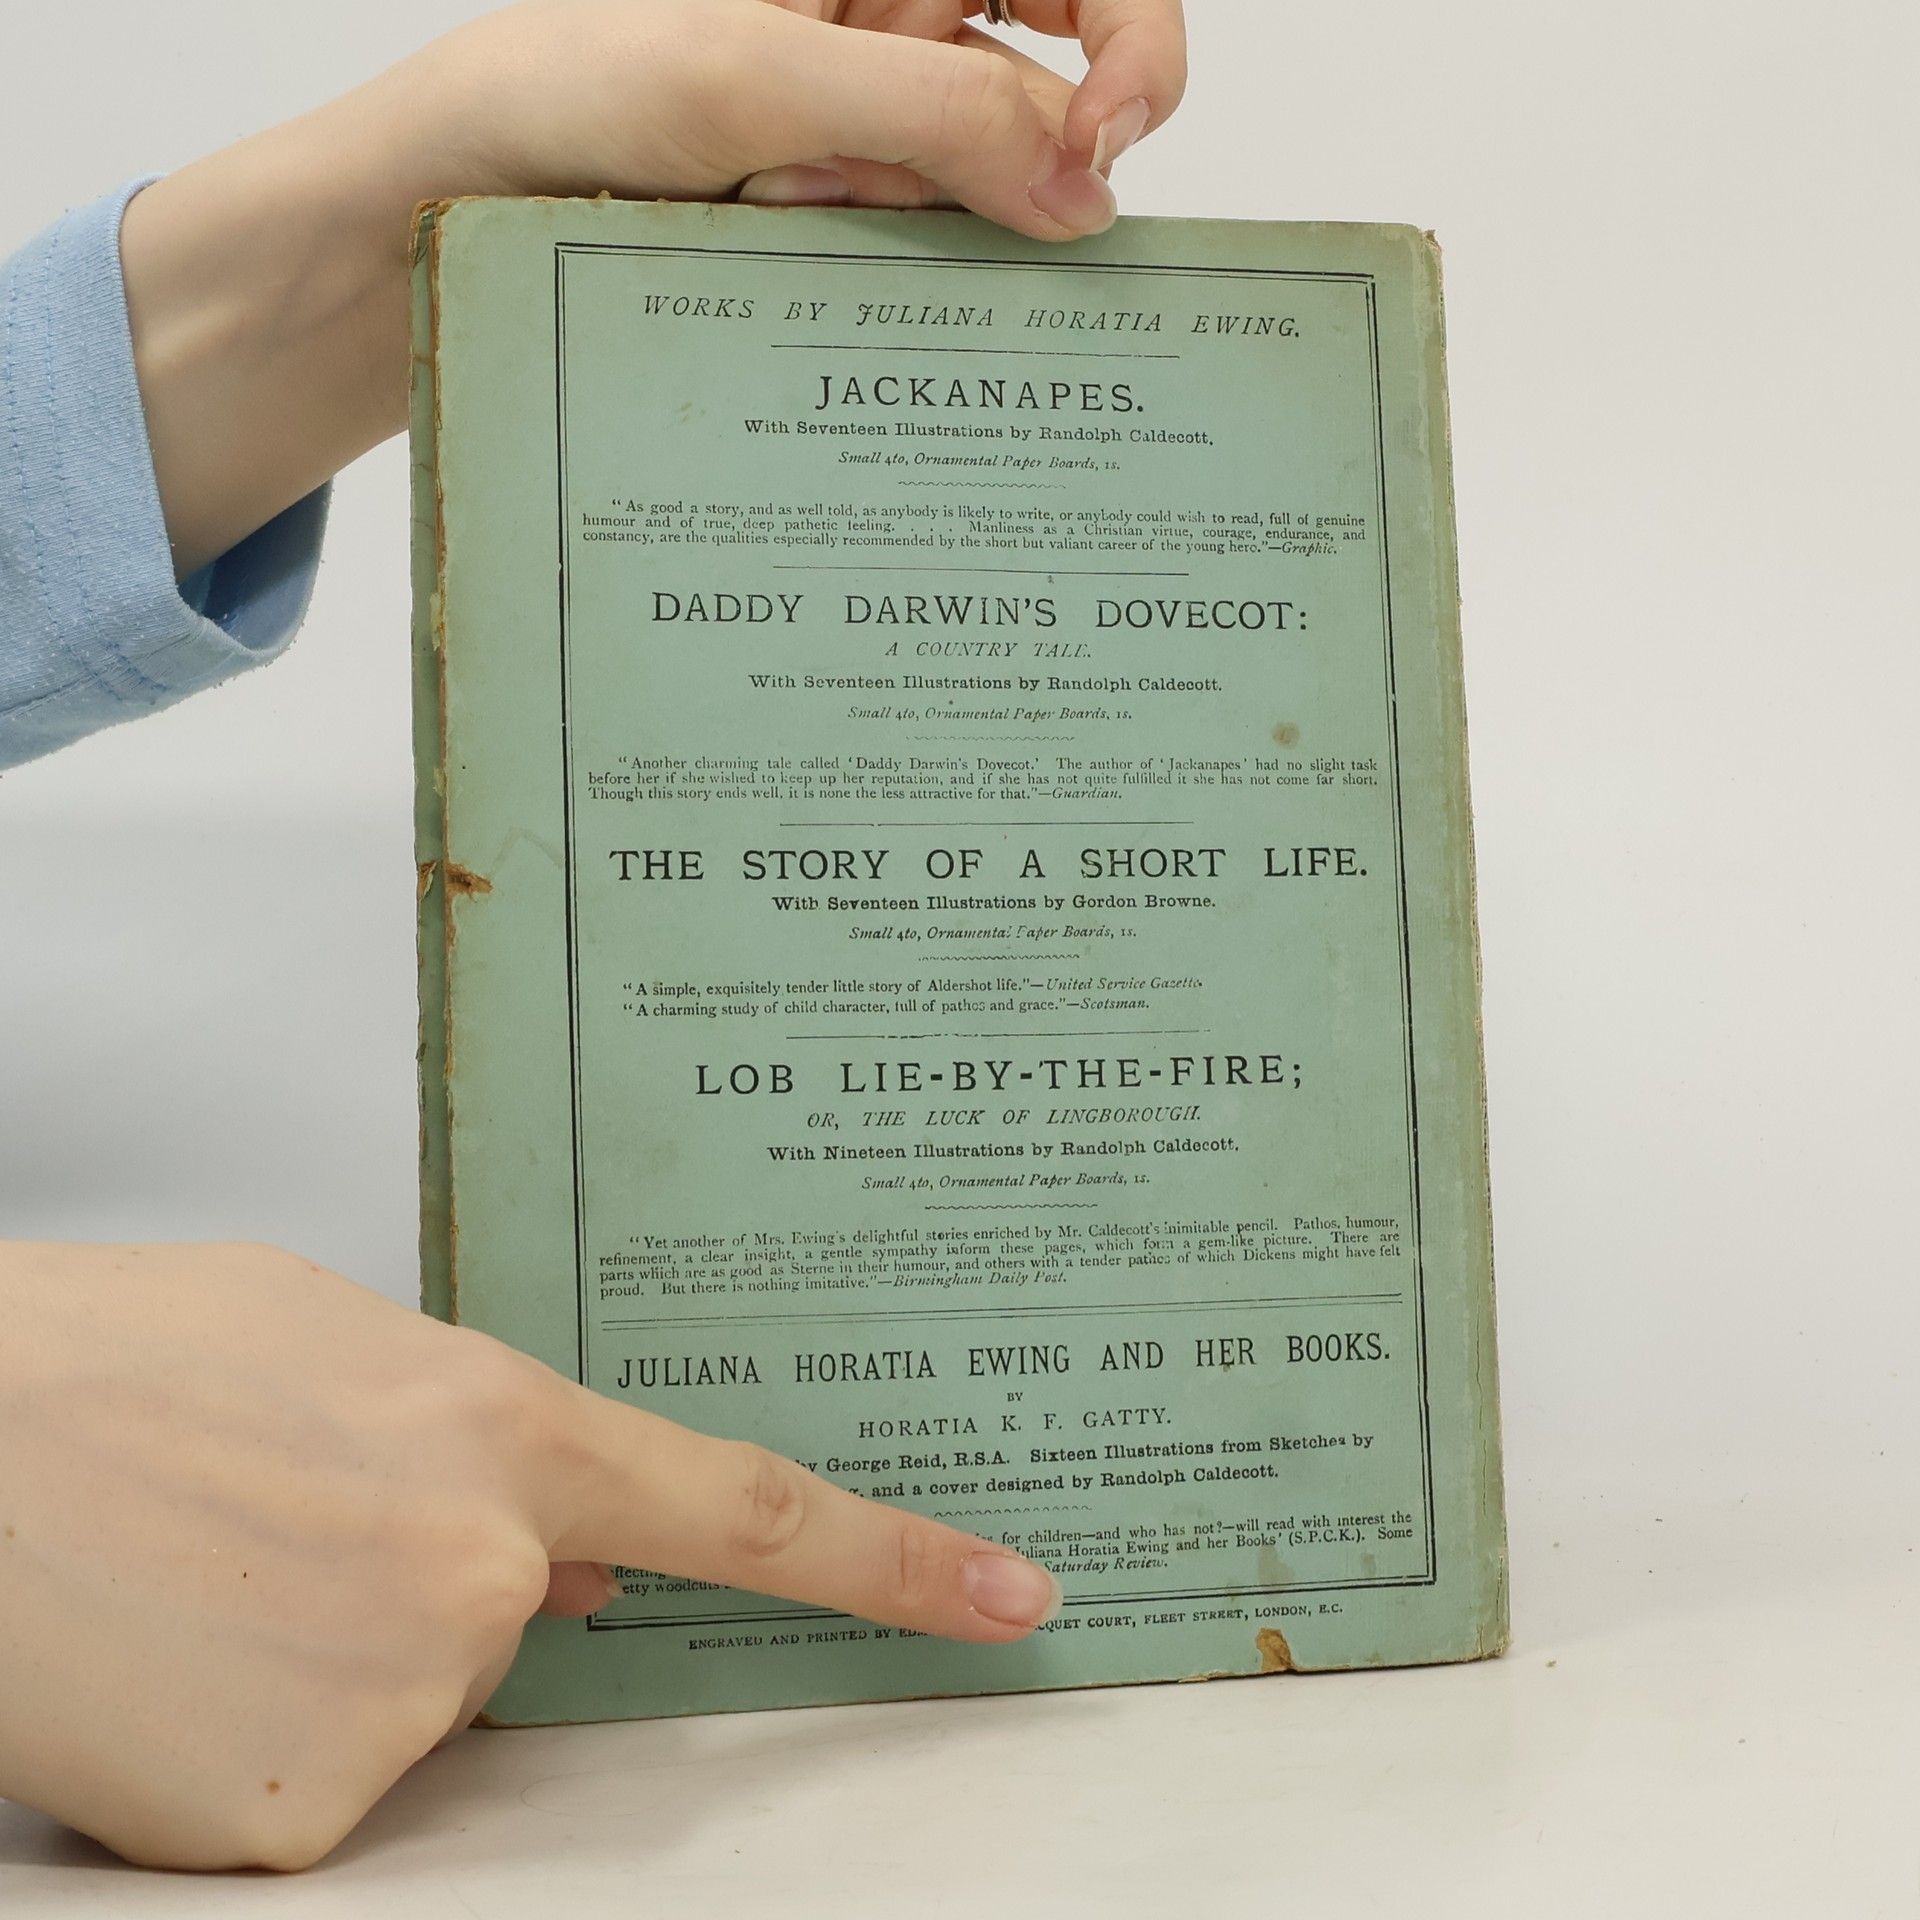 WORKS BY JULIANA HORATIA EWING.
JACKANAPES.
With Seventeen Illustrations by Randolph Caldecott.
Small 4to, Ornamental Paper Boards, 1s.
"As good a story, and as well told, as anybody is likely to write, or anybody could wish to read, full of genuine
humour and of true, deep pathetic feeling. . . . Manliness as a Christian virtue, courage, endurance, and
constancy, are the qualities especially recommended by the short but valiant career of the young hero."—Graphic.
DADDY DARWIN'S DOVECOT:
A COUNTRY TALE.
With Seventeen Illustrations by Randolph Caldecott.
Small 4to, Ornamental Paper Boards, 1s.
"Another charming tale called 'Daddy Darwin's Dovecot.' The author of 'Jackanapes' had no slight task
before her if she wished to keep up her reputation, and if she has not quite fulfilled it she has not come far short.
Though this story ends well, it is none the less attractive for that."—Guardian.
THE STORY OF A SHORT LIFE.
With Seventeen Illustrations by Gordon Browne.
Small 4to, Ornamental Paper Boards, 1s.
"A simple, exquisitely tender little story of Aldershot life."—United Service Gazette.
"A charming study of child character, full of pathos and grace."—Scotsman.
LOB LIE-BY-THE-FIRE;
OR, THE LUCK OF LINGBOROUGH.
With Nineteen Illustrations by Randolph Caldecott.
Small 4to, Ornamental Paper Boards, 1s.
"Yet another of Mrs. Ewing's delightful stories enriched by Mr. Caldecott's inimitable pencil. Pathos, humour,
refinement, a clear insight, a gentle sympathy inform these pages, which form a gem-like picture. There are
parts which are as good as Sterne in their humour, and others with a tender pathos of which Dickens might have felt
proud. But there is nothing imitative."—Birmingham Daily Post.
JULIANA HORATIA EWING AND HER BOOKS.
BY
HORATIA K. F. GATTY.
by George Reid, R.S.A. Sixteen Illustrations from Sketches by
and a cover designed by Randolph Caldecott.
for children—and who has not?—will read with interest the
Juliana Horatia Ewing and her Books' (S.P.C.K.). Some
Saturday Review.
woodcuts
ENGRAVED AND PRINTED BY COURT, FLEET STREET, LONDON, E.C.